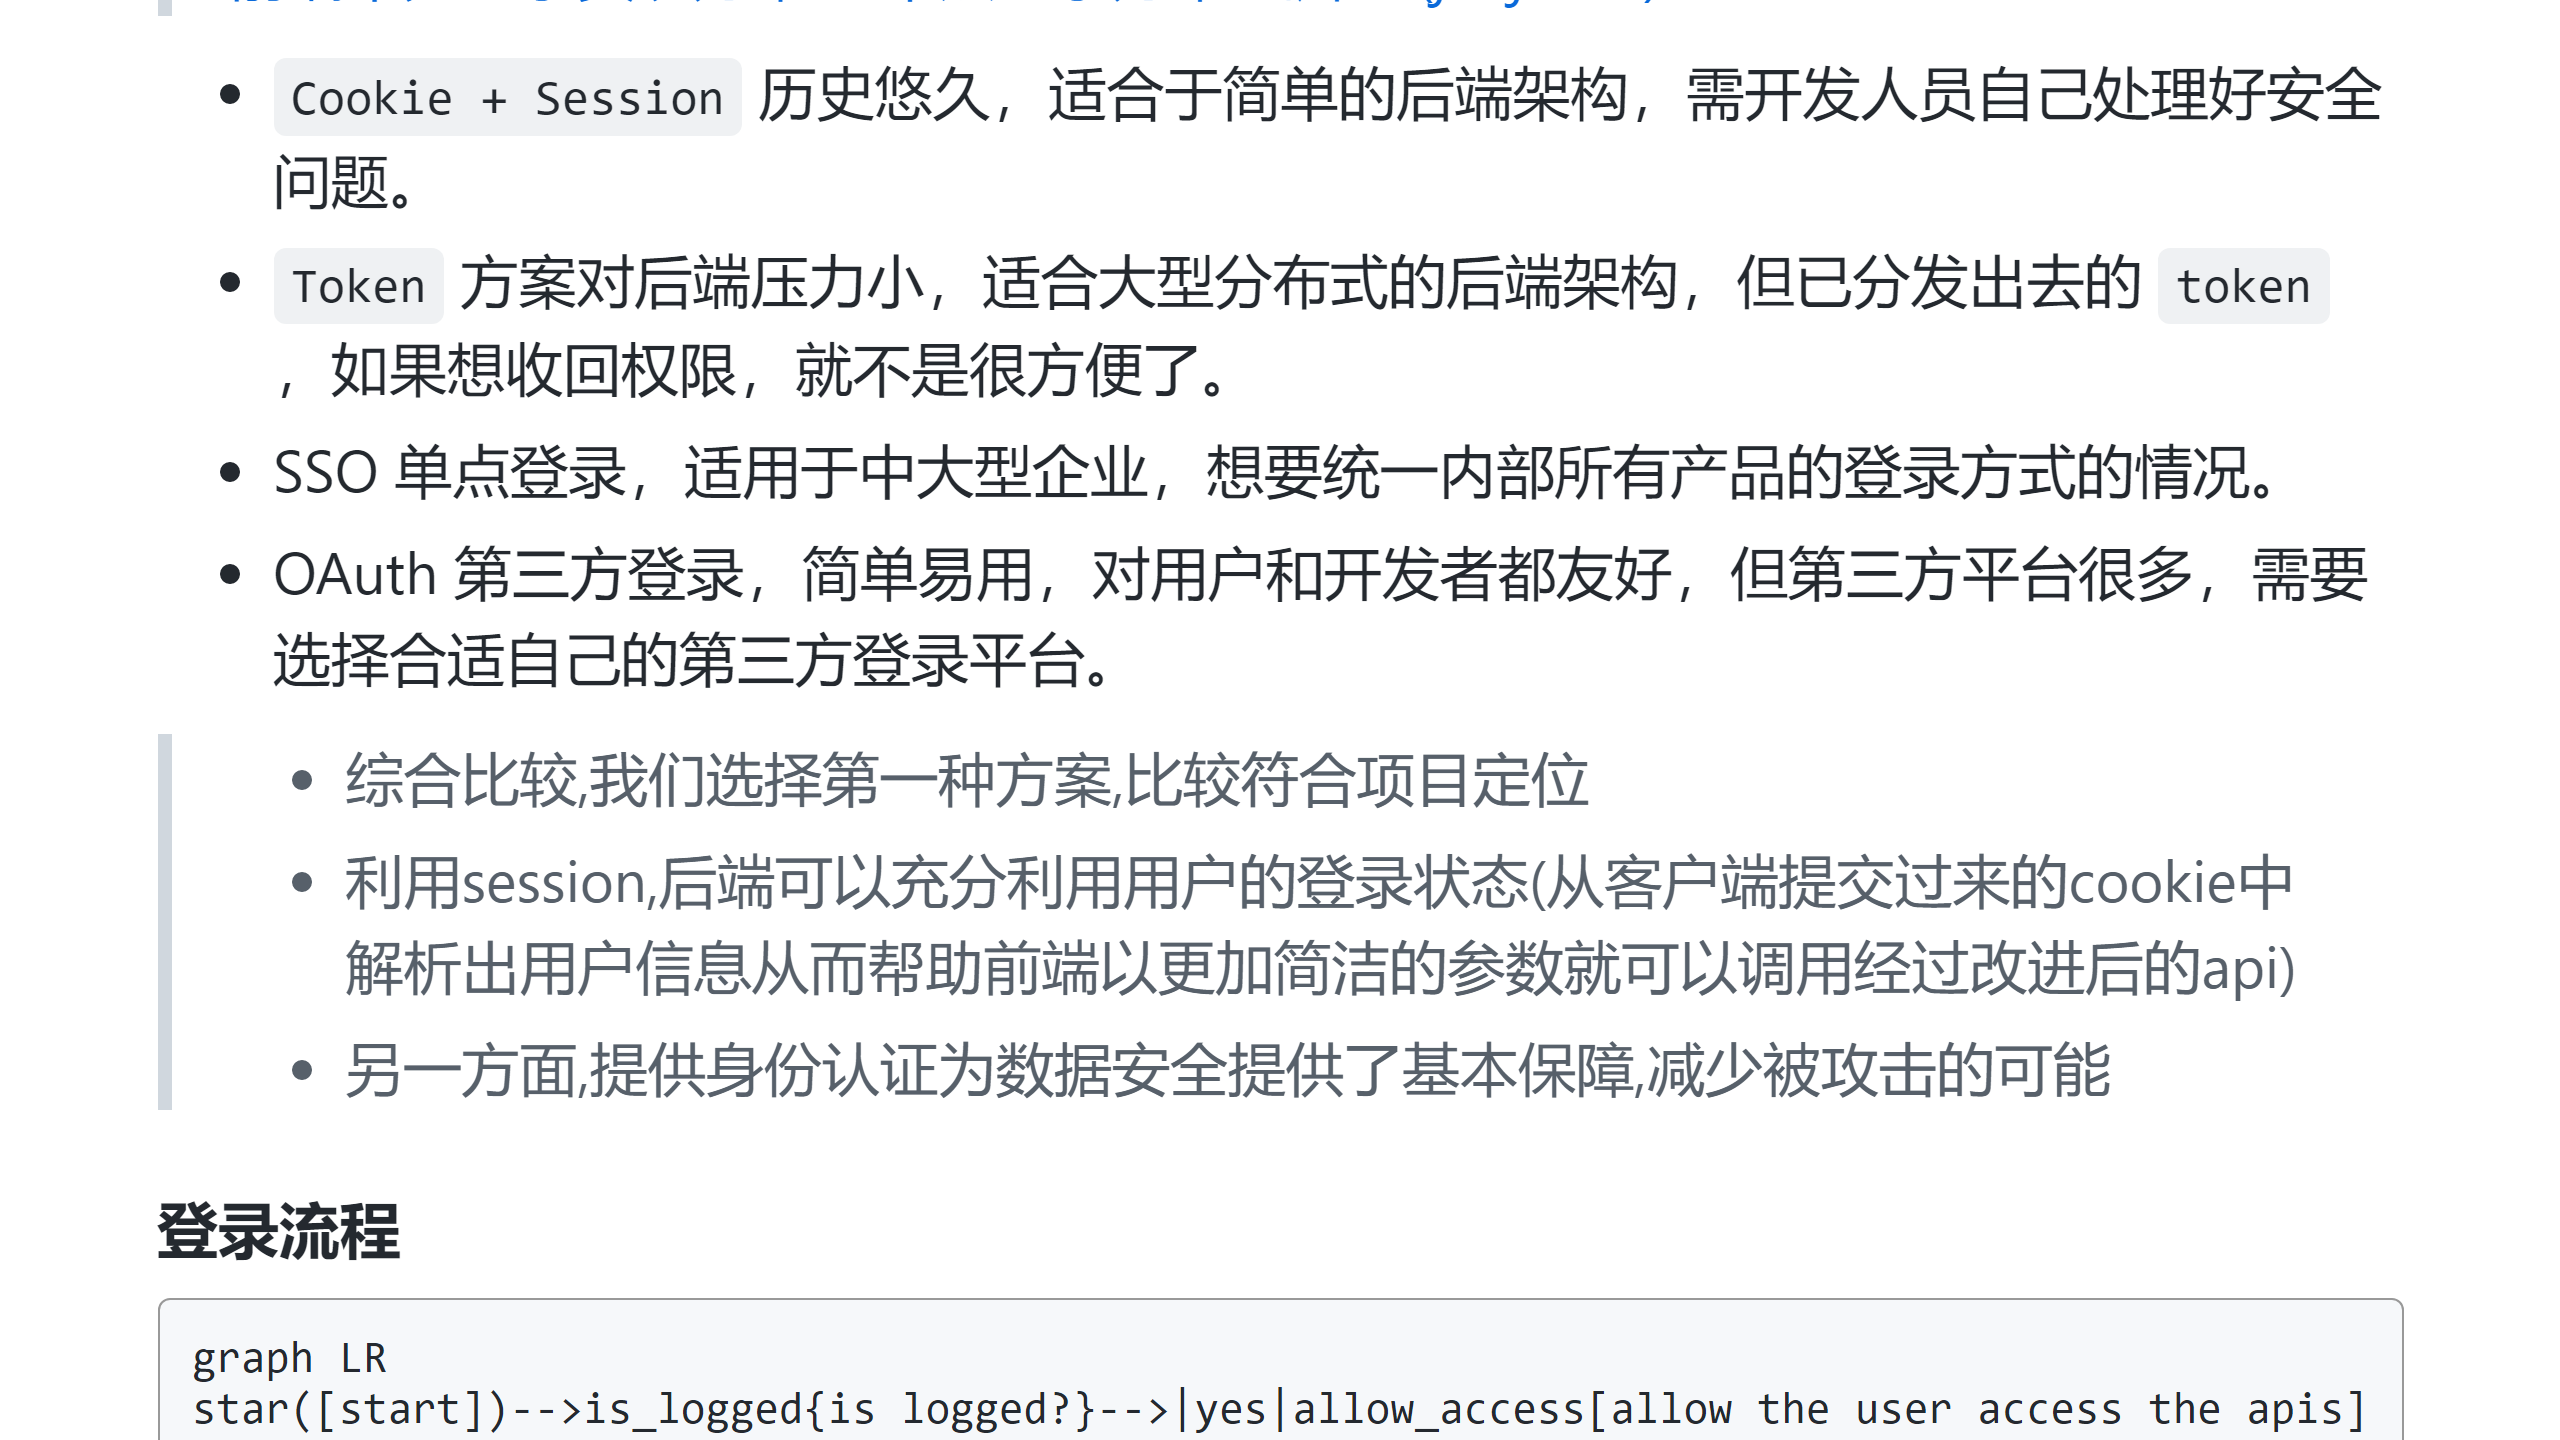 Cookie + Session 历史悠久，适合于简单的后端架构，需开发人员自己处理好安全
问题。
Token 方案对后端压力小，适合大型分布式的后端架构，但已分发出去的 token
，如果想收回权限，就不是很方便了。
SSO 单点登录，适用于中大型企业，想要统一内部所有产品的登录方式的情况。
OAuth 第三方登录，简单易用，对用户和开发者都友好，但第三方平台很多，需要
选择合适自己的第三方登录平台。
综合比较,我们选择第一种方案,比较符合项目定位
利用session,后端可以充分利用用户的登录状态(从客户端提交过来的cookie中
解析出用户信息从而帮助前端以更加简洁的参数就可以调用经过改进后的api)
另一方面,提供身份认证为数据安全提供了基本保障,减少被攻击的可能
登录流程
graph LR
star([start])-->is_logged{is logged?}-->|yes|allow_access[allow the user access the apis]